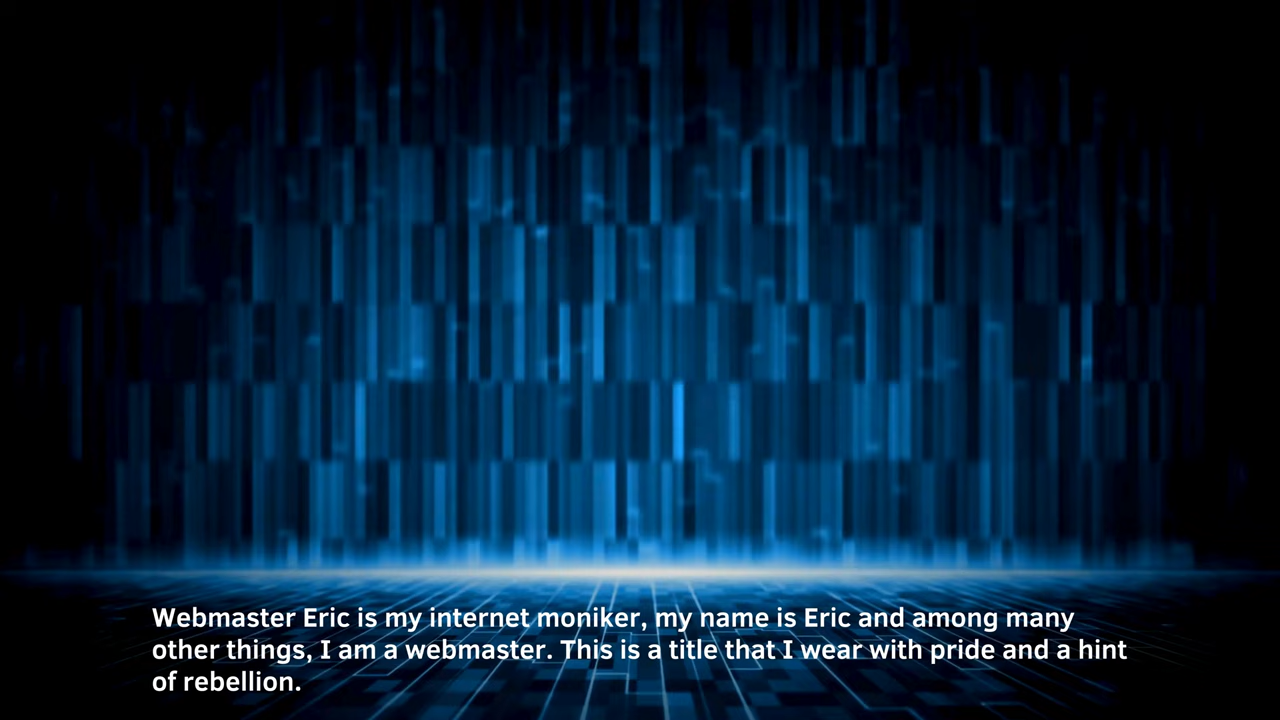 Webmaster Eric is my internet moniker, my name is Eric and among many
other things, I am a webmaster. This is a title that I wear with pride and a hint
of rebellion.